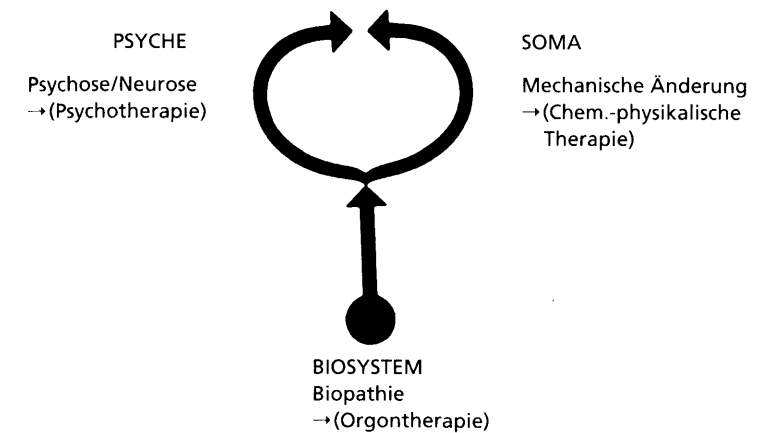 PSYCHE
Psychose/Neurose
→(Psychotherapie)
SOMA
Mechanische Änderung
→(Chem.-physikalische
Therapie)
BIOSYSTEM
Biopathie
→(Orgontherapie)